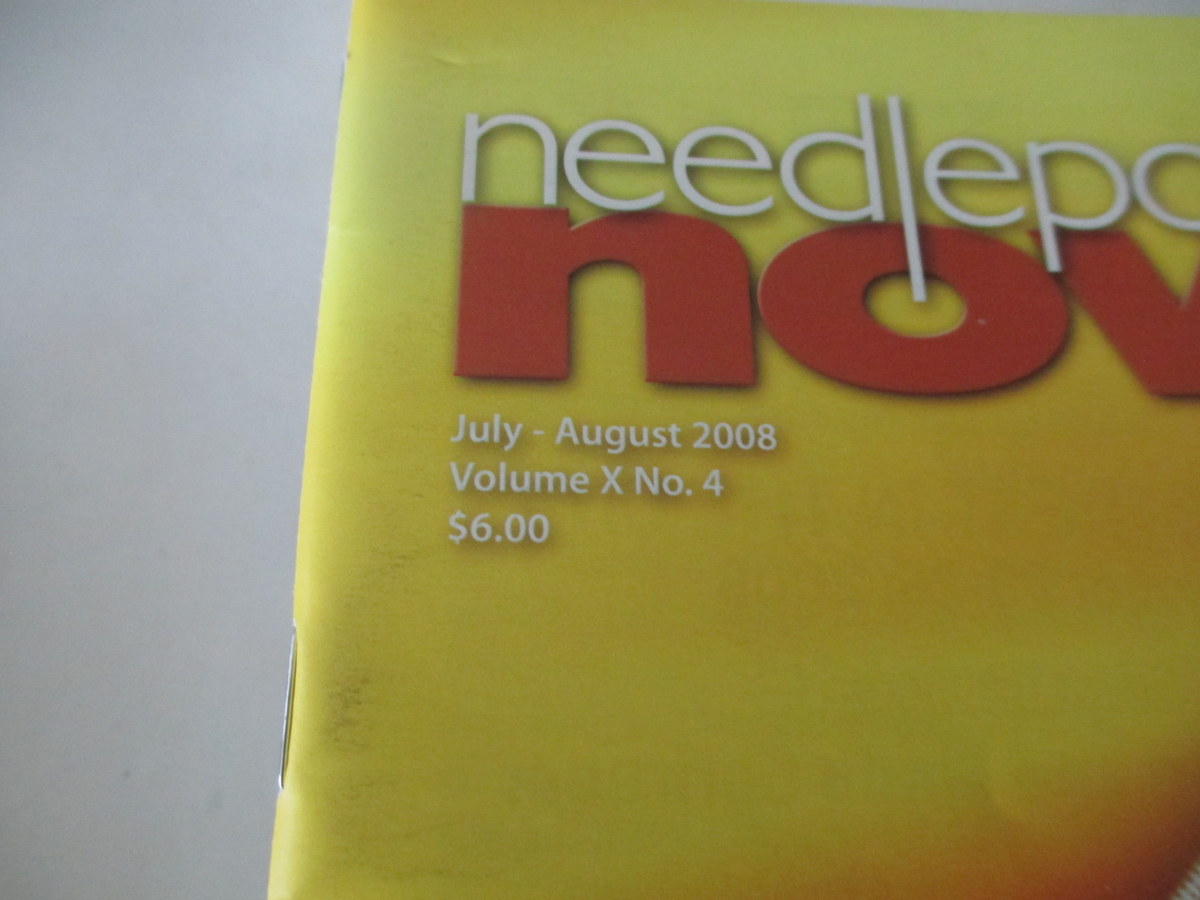 needlepo
nov
July - August 2008
Volume X No. 4
$6.00